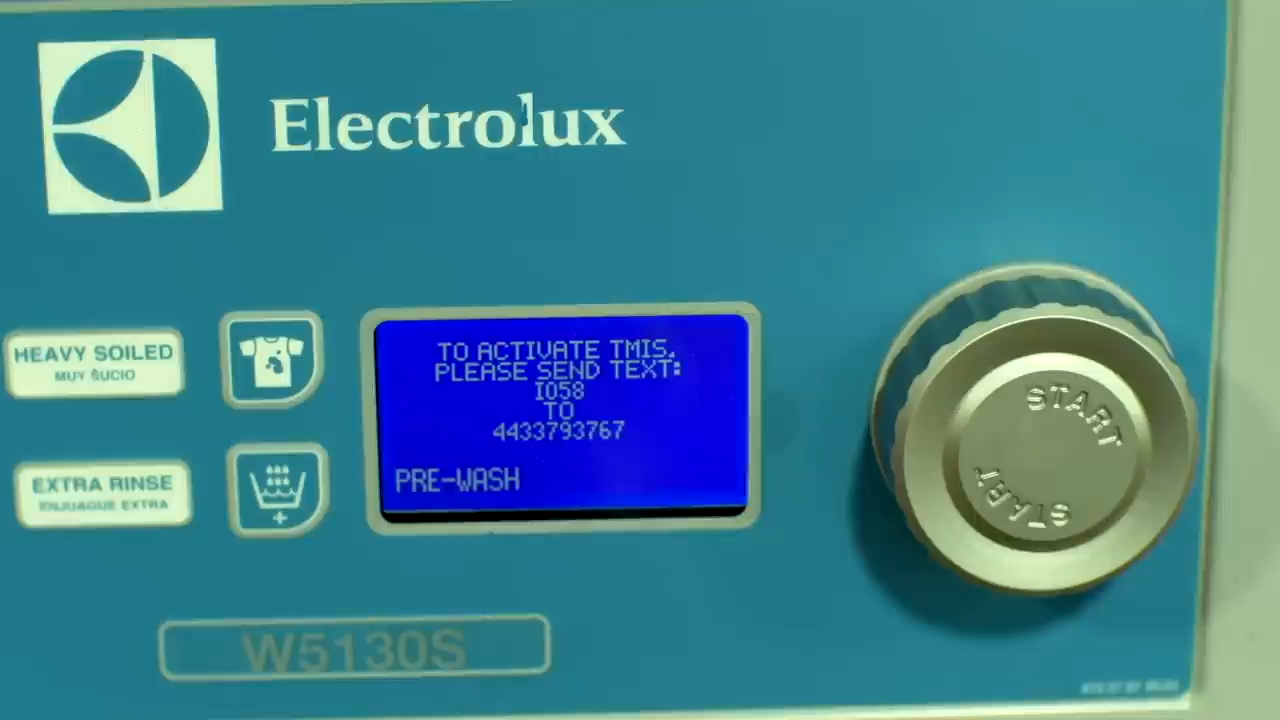 Electrolux
HEAVY SOILED
MUY SUCIO
TO ACTIVATE TMIS,
PLEASE SEND TEXT:
I058
TO
4433793767
PRE-WASH
EXTRA RINSE
ENJUAGUE EXTRA
START
START
W5130S